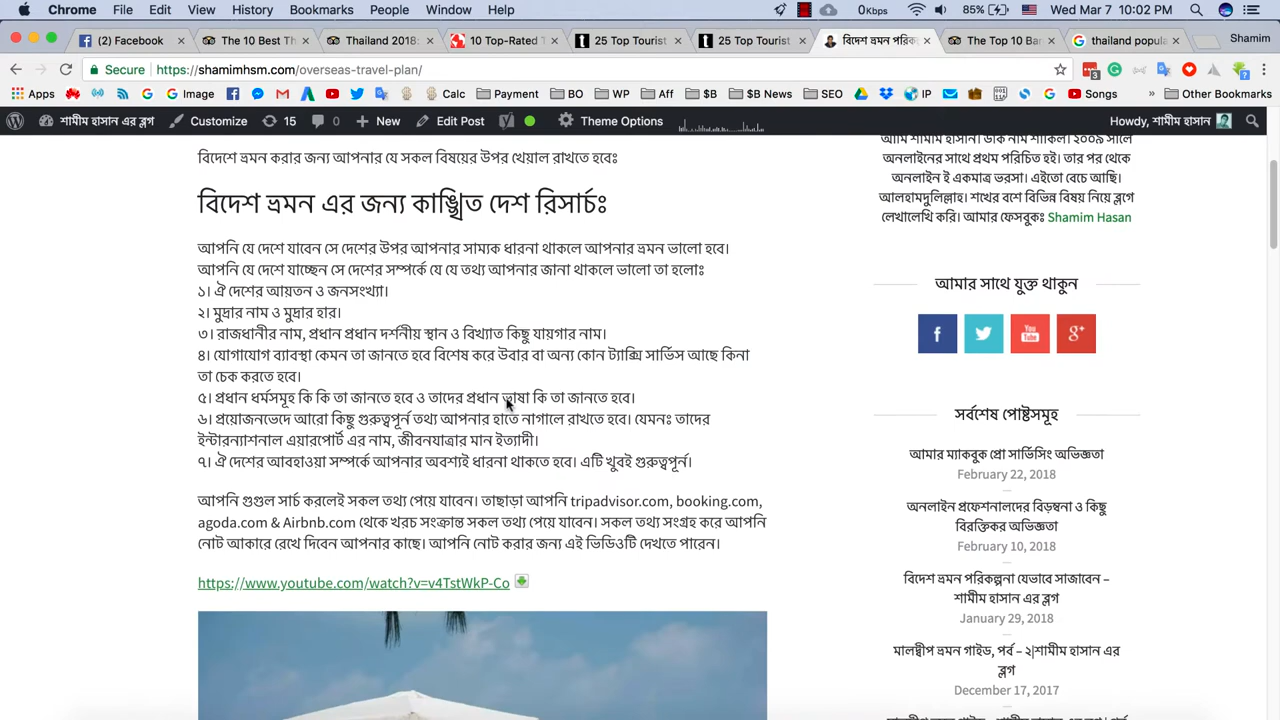 Chrome File Edit View History Bookmarks People Window Help 0Kbps 85% Wed Mar 7 10:02 PM
(2) Facebook The 10 Best Th Thailand 2018: 10 Top-Rated T 25 Top Tourist 25 Top Tourist বিদেশ ভ্রমন পরিক The Top 10 Ban thailand popula Shamim
Secure https://shamimhsm.com/overseas-travel-plan/
Apps Image Calc Payment BO WP Aff $B $B News SEO IP Songs Other Bookmarks
শামীম হাসান এর ব্লগ Customize 15 0 New Edit Post Theme Options Howdy, শামীম হাসান
বিদেশে ভ্রমন করার জন্য আপনার যে সকল বিষয়ের উপর খেয়াল রাখতে হবেঃ
বিদেশ ভ্রমন এর জন্য কাঙ্খিত দেশ রিসার্চঃ
আপনি যে দেশে যাবেন সে দেশের উপর আপনার সাম্যক ধারনা থাকলে আপনার ভ্রমন ভালো হবে।
আপনি যে দেশে যাচ্ছেন সে দেশের সম্পর্কে যে যে তথ্য আপনার জানা থাকলে ভালো তা হলোঃ
১। ঐ দেশের আয়তন ও জনসংখ্যা।
২। মুদ্রার নাম ও মুদ্রার হার।
৩। রাজধানীর নাম, প্রধান প্রধান দর্শনীয় স্থান ও বিখ্যাত কিছু যায়গার নাম।
৪। যোগাযোগ ব্যাবস্থা কেমন তা জানতে হবে বিশেষ করে উবার বা অন্য কোন ট্যাক্সি সার্ভিস আছে কিনা
তা চেক করতে হবে।
৫। প্রধান ধর্মসমূহ কি কি তা জানতে হবে ও তাদের প্রধান ভাষা কি তা জানতে হবে।
৬। প্রয়োজনভেদে আরো কিছু গুরুত্বপূর্ন তথ্য আপনার হাতে নাগালে রাখতে হবে। যেমনঃ তাদের
ইন্টারন্যাশনাল এয়ারপোর্ট এর নাম, জীবনযাত্রার মান ইত্যাদী।
৭। ঐ দেশের আবহাওয়া সম্পর্কে আপনার অবশ্যই ধারনা থাকতে হবে। এটি খুবই গুরুত্বপূর্ন।
আপনি গুগুল সার্চ করলেই সকল তথ্য পেয়ে যাবেন। তাছাড়া আপনি tripadvisor.com, booking.com,
agoda.com & Airbnb.com থেকে খরচ সংক্রান্ত সকল তথ্য পেয়ে যাবেন। সকল তথ্য সংগ্রহ করে আপনি
নোট আকারে রেখে দিবেন আপনার কাছে। আপনি নোট করার জন্য এই ভিডিওটি দেখতে পারেন।
https://www.youtube.com/watch?v=v4TstWkP-Co
আমি শামীম হাসান। ডাক নাম শাকিল। ২০০৯ সালে
অনলাইনের সাথে প্রথম পরিচিত হই। তার পর থেকে
অনলাইন ই একমাত্র ভরসা। এইতো বেচে আছি।
আলহামদুলিল্লাহ। শখের বশে বিভিন্ন বিষয় নিয়ে ব্লগে
লেখালেখি করি। আমার ফেসবুকঃ Shamim Hasan
আমার সাথে যুক্ত থাকুন
সর্বশেষ পোষ্টসমূহ
আমার ম্যাকবুক প্রো সার্ভিসিং অভিজ্ঞতা
February 22, 2018
অনলাইন প্রফেশনালদের বিড়ম্বনা ও কিছু
বিরক্তিকর অভিজ্ঞতা
February 10, 2018
বিদেশ ভ্রমন পরিকল্পনা যেভাবে সাজাবেন –
শামীম হাসান এর ব্লগ
January 29, 2018
মালদ্বীপ ভ্রমন গাইড, পর্ব – ২|শামীম হাসান এর
ব্লগ
December 17, 2017